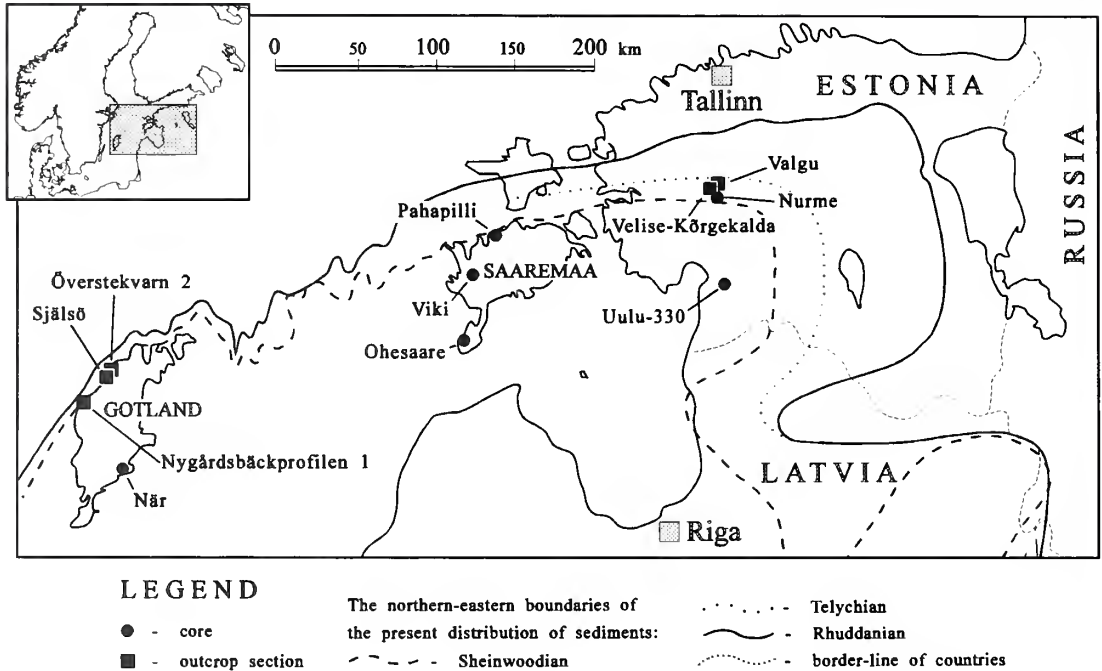 0 50 100 150 200 km
ESTONIA
Tallinn
RUSSIA
Valgu
Nurme
Velise-Kõrgekalda
Pahapilli
SAAREMAA
Viki
Uulu-330
Ohesaare
Överstekvarn 2
Själsö
GOTLAND
Nygårdsbäckprofilen 1
När
LATVIA
Riga
LEGEND
- core
- outcrop section
The northern-eastern boundaries of
the present distribution of sediments:
- Sheinwoodian
- Telychian
- Rhuddanian
- border-line of countries